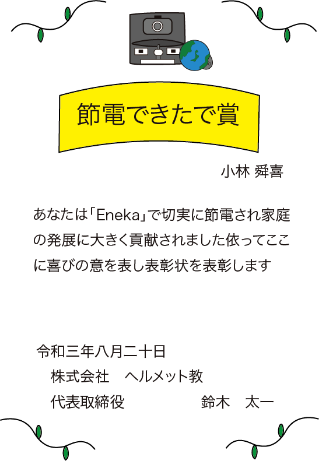 節電できたで賞
小林 舜喜
あなたは「Eneka」で切実に節電され家庭
の発展に大きく貢献されました依ってここ
に喜びの意を表し表彰状を表彰します
令和三年八月二十日
株式会社　ヘルメット教
代表取締役　　　　　鈴木　太一